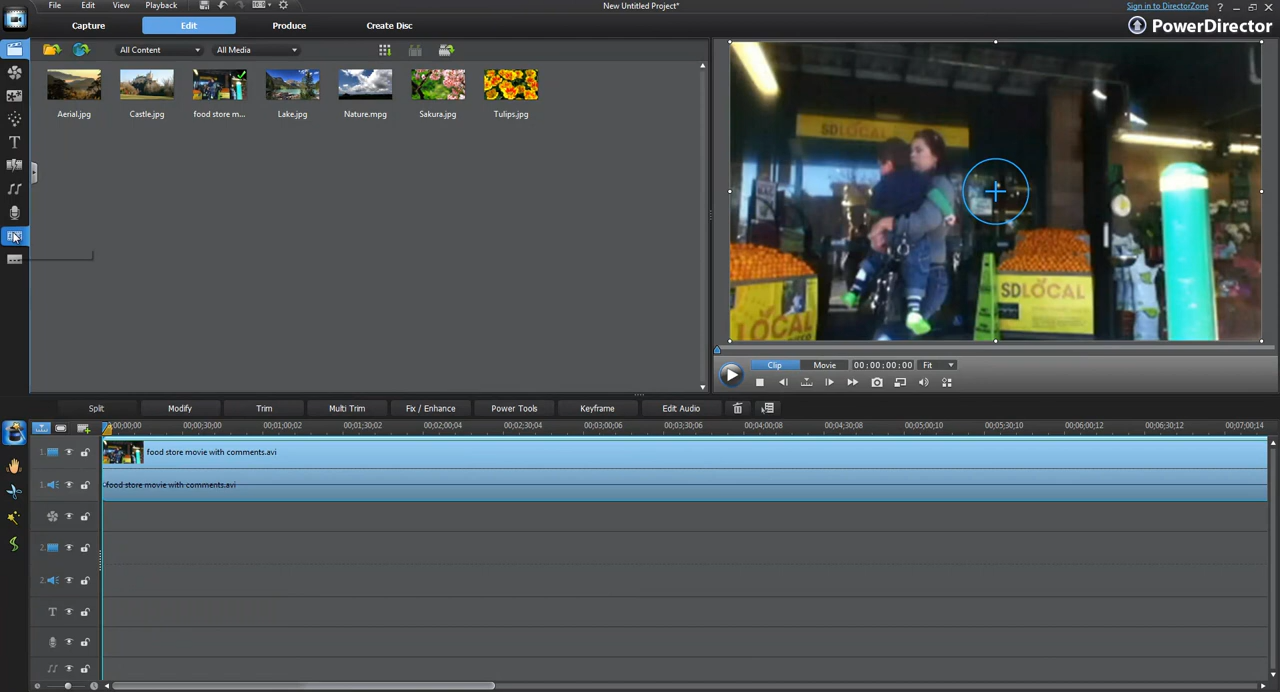 File Edit View Playback
New Untitled Project*
Sign in to DirectorZone ?
Capture Edit Produce Create Disc
PowerDirector
All Content All Media
Aerial.jpg Castle.jpg food store m... Lake.jpg Nature.mpg Sakura.jpg Tulips.jpg
SDLOCAL
SDLOCAL
LOCAL
Clip Movie 00:00:00:00 Fit
Split Modify Trim Multi Trim Fix / Enhance Power Tools Keyframe Edit Audio
:00:00;00 00:00:30;00 00:01:00;02 00:01:30;02 00:02:00;04 00:02:30;04 00:03:00;06 00:03:30;06 00:04:00;08 00:04:30;08 00:05:00;10 00:05:30;10 00:06:00;12 00:06:30;12 00:07:00;14
1. food store movie with comments.avi
1. food store movie with comments.avi
2.
2.
T